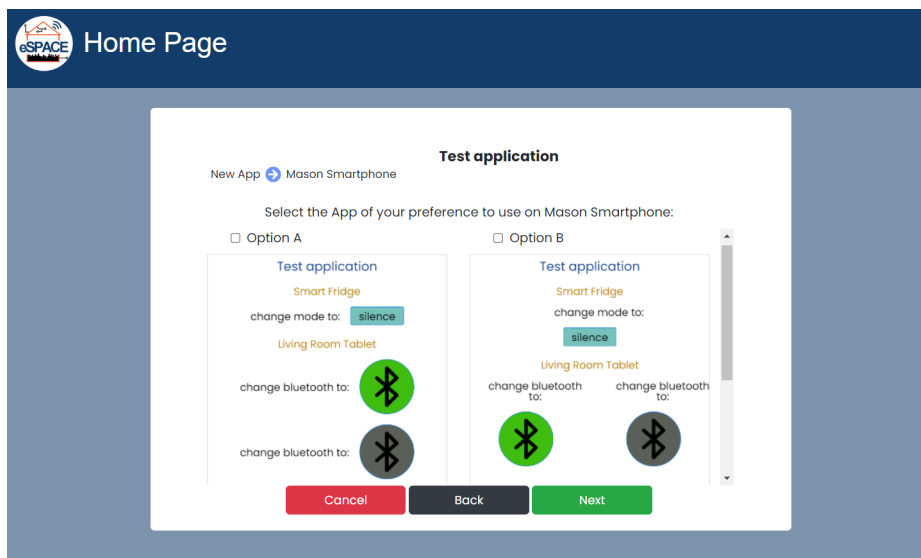 eSPACE
Home Page
Test application
New App Mason Smartphone
Select the App of your preference to use on Mason Smartphone:
Option A
Test application
Smart Fridge
change mode to: silence
Living Room Tablet
change bluetooth to:
change bluetooth to:
Option B
Test application
Smart Fridge
change mode to:
silence
Living Room Tablet
change bluetooth to:
change bluetooth to:
Cancel Back Next